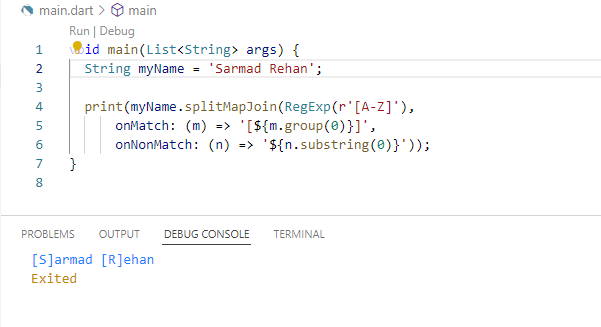 main.dart > main
Run | Debug
1 id main(List<String> args) {
2 String myName = 'Sarmad Rehan';
3
4 print(myName.splitMapJoin(RegExp(r'[A-Z]'),
5 onMatch: (m) => '[${m.group(0)}]',
6 onNonMatch: (n) => '${n.substring(0)}'));
7 }
8
PROBLEMS OUTPUT DEBUG CONSOLE TERMINAL
[S]armad [R]ehan
Exited